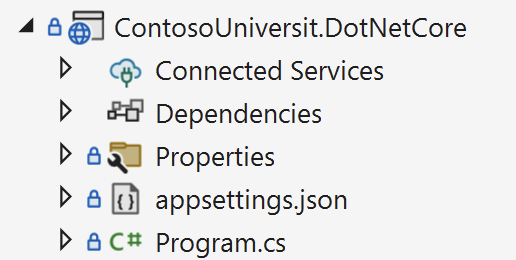 ContosoUniversit.DotNetCore
Connected Services
Dependencies
Properties
appsettings.json
C# Program.cs